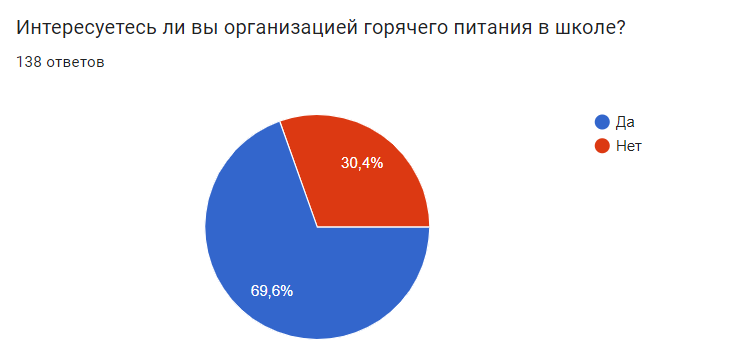 Интересуетесь ли вы организацией горячего питания в школе?
138 ответов
Да
Нет
30,4%
69,6%